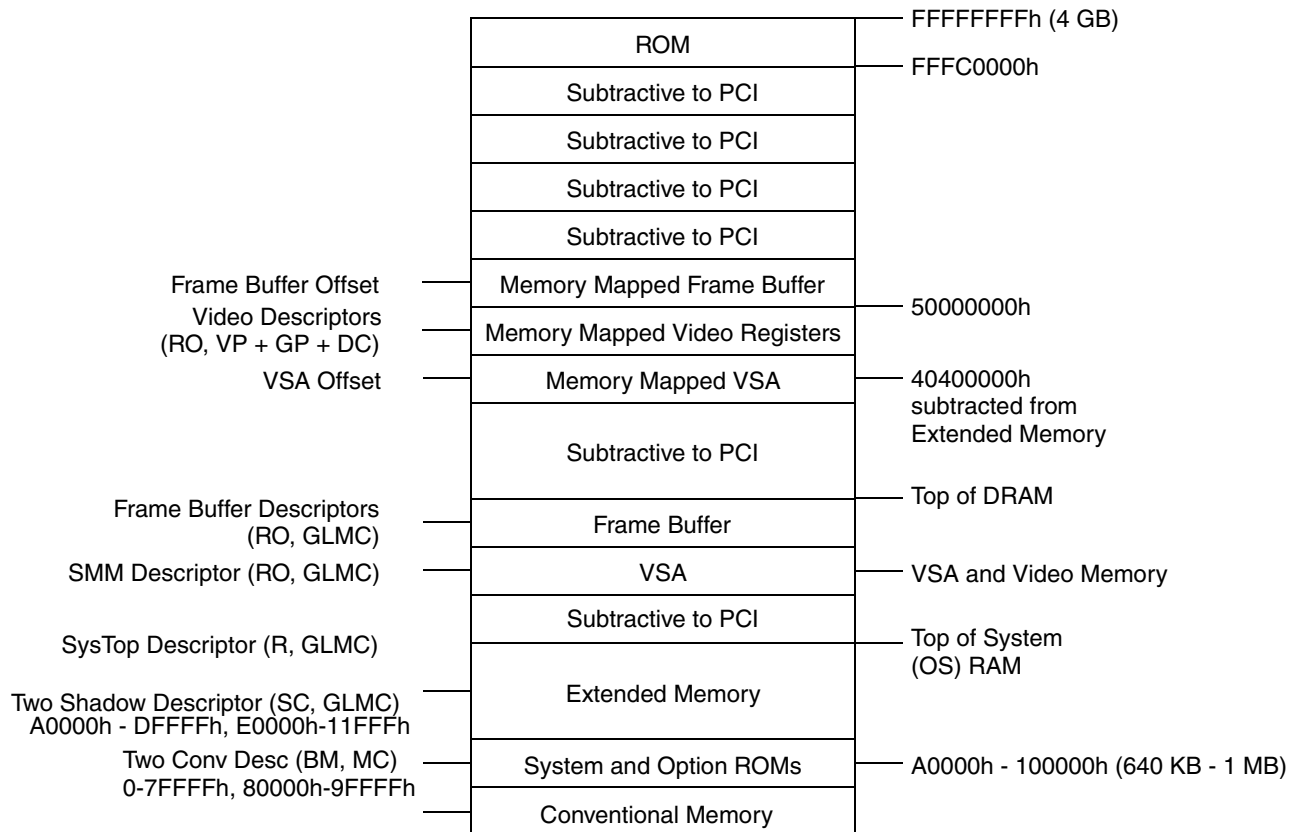 FFFFFFFFh (4 GB)
ROM
FFFC0000h
Subtractive to PCI
Subtractive to PCI
Subtractive to PCI
Subtractive to PCI
Frame Buffer Offset
Memory Mapped Frame Buffer
50000000h
Video Descriptors
(RO, VP + GP + DC)
Memory Mapped Video Registers
VSA Offset
Memory Mapped VSA
40400000h
subtracted from
Extended Memory
Subtractive to PCI
Top of DRAM
Frame Buffer Descriptors
(RO, GLMC)
Frame Buffer
SMM Descriptor (RO, GLMC)
VSA
VSA and Video Memory
Subtractive to PCI
SysTop Descriptor (R, GLMC)
Top of System
(OS) RAM
Two Shadow Descriptor (SC, GLMC)
A0000h - DFFFFh, E0000h-11FFFh
Extended Memory
Two Conv Desc (BM, MC)
0-7FFFFh, 80000h-9FFFFh
System and Option ROMs
A0000h - 100000h (640 KB - 1 MB)
Conventional Memory